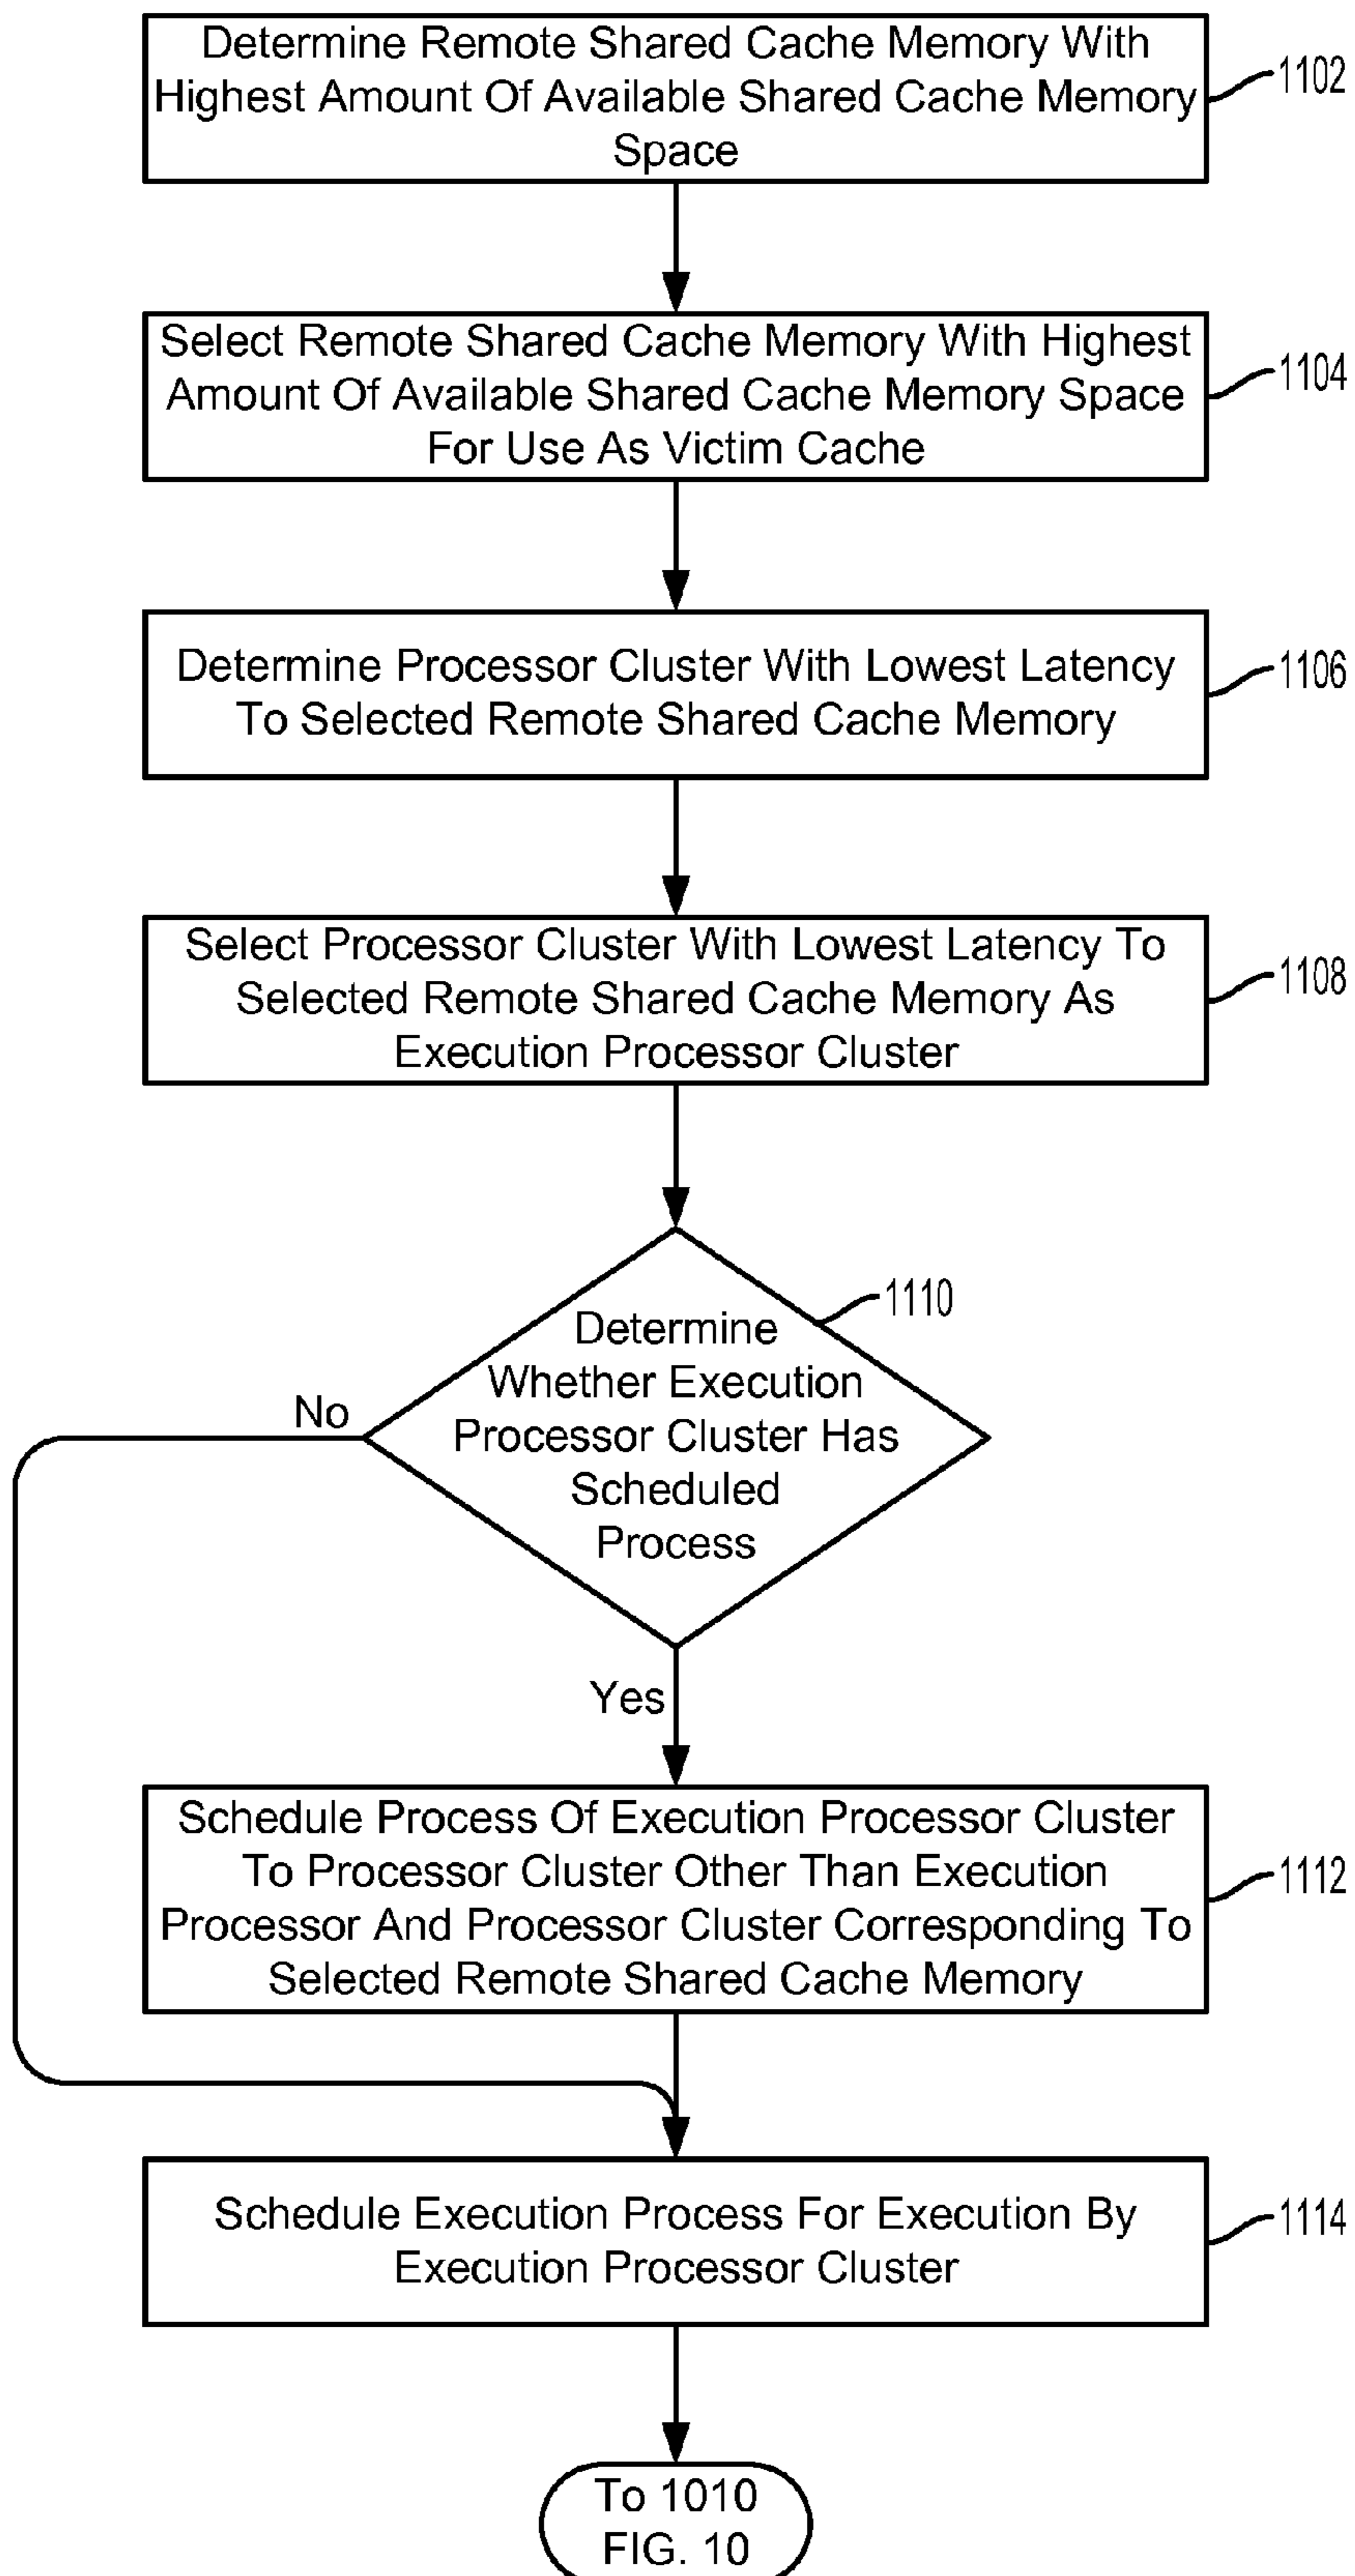 Determine Remote Shared Cache Memory With
Highest Amount Of Available Shared Cache Memory
Space
1102
Select Remote Shared Cache Memory With Highest
Amount Of Available Shared Cache Memory Space
For Use As Victim Cache
1104
Determine Processor Cluster With Lowest Latency
To Selected Remote Shared Cache Memory
1106
Select Processor Cluster With Lowest Latency To
Selected Remote Shared Cache Memory As
Execution Processor Cluster
1108
1110
Determine
Whether Execution
Processor Cluster Has
Scheduled
Process
No
Yes
Schedule Process Of Execution Processor Cluster
To Processor Cluster Other Than Execution
Processor And Processor Cluster Corresponding To
Selected Remote Shared Cache Memory
1112
Schedule Execution Process For Execution By
Execution Processor Cluster
1114
To 1010
FIG. 10